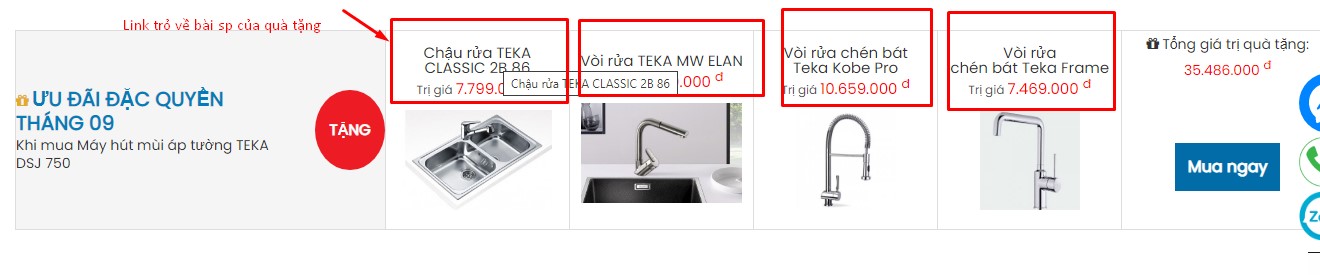 Link trỏ về bài sp của quà tặng
ƯU ĐÃI ĐẶC QUYỀN
THÁNG 09
Khi mua Máy hút mùi áp tường TEKA
DSJ 750
TẶNG
Chậu rửa TEKA
CLASSIC 2B 86
Trị giá 7.799.0
Chậu rửa TEKA CLASSIC 2B 86
Vòi rửa TEKA MW ELAN
.000 đ
Vòi rửa chén bát
Teka Kobe Pro
Trị giá 10.659.000 đ
Vòi rửa
chén bát Teka Frame
Trị giá 7.469.000 đ
Tổng giá trị quà tặng:
35.486.000 đ
Mua ngay